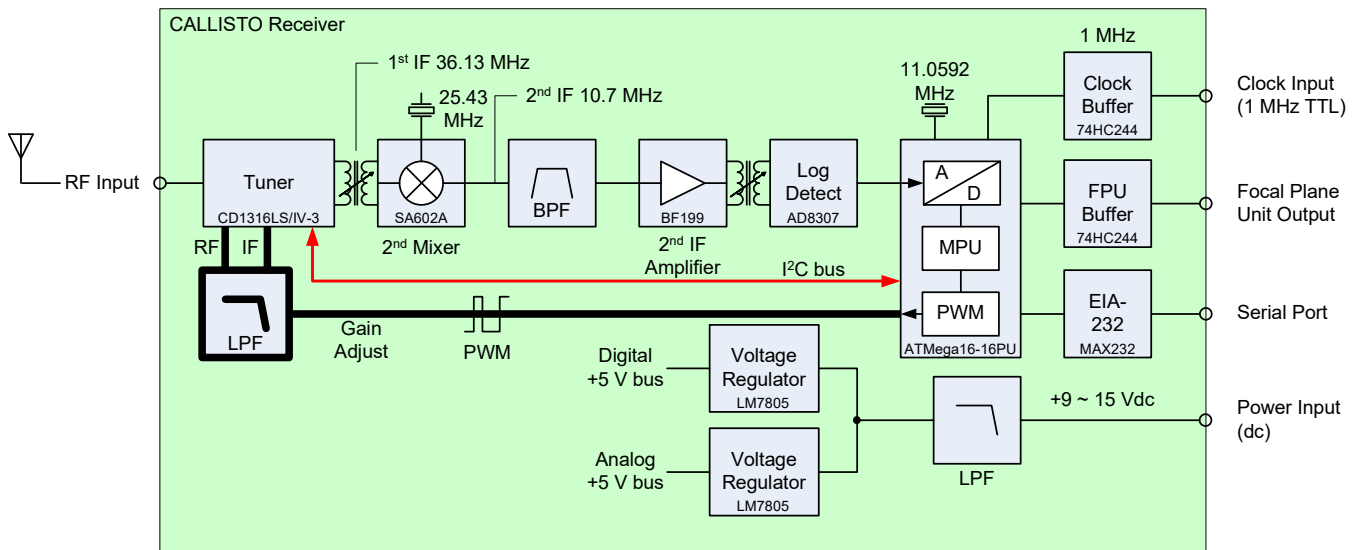 CALLISTO Receiver
1st IF 36.13 MHz
25.43
MHz
2nd IF 10.7 MHz
11.0592
MHz
1 MHz
Clock
Buffer
74HC244
Clock Input
(1 MHz TTL)
RF Input
Tuner
CD1316LS/IV-3
SA602A
2nd Mixer
BPF
BF199
2nd IF
Amplifier
Log
Detect
AD8307
A
D
MPU
PWM
ATMega16-16PU
FPU
Buffer
74HC244
Focal Plane
Unit Output
RF
IF
I2C bus
LPF
Gain
Adjust
PWM
EIA-
232
MAX232
Serial Port
Digital
+5 V bus
Voltage
Regulator
LM7805
Analog
+5 V bus
Voltage
Regulator
LM7805
LPF
+9 ~ 15 Vdc
Power Input
(dc)